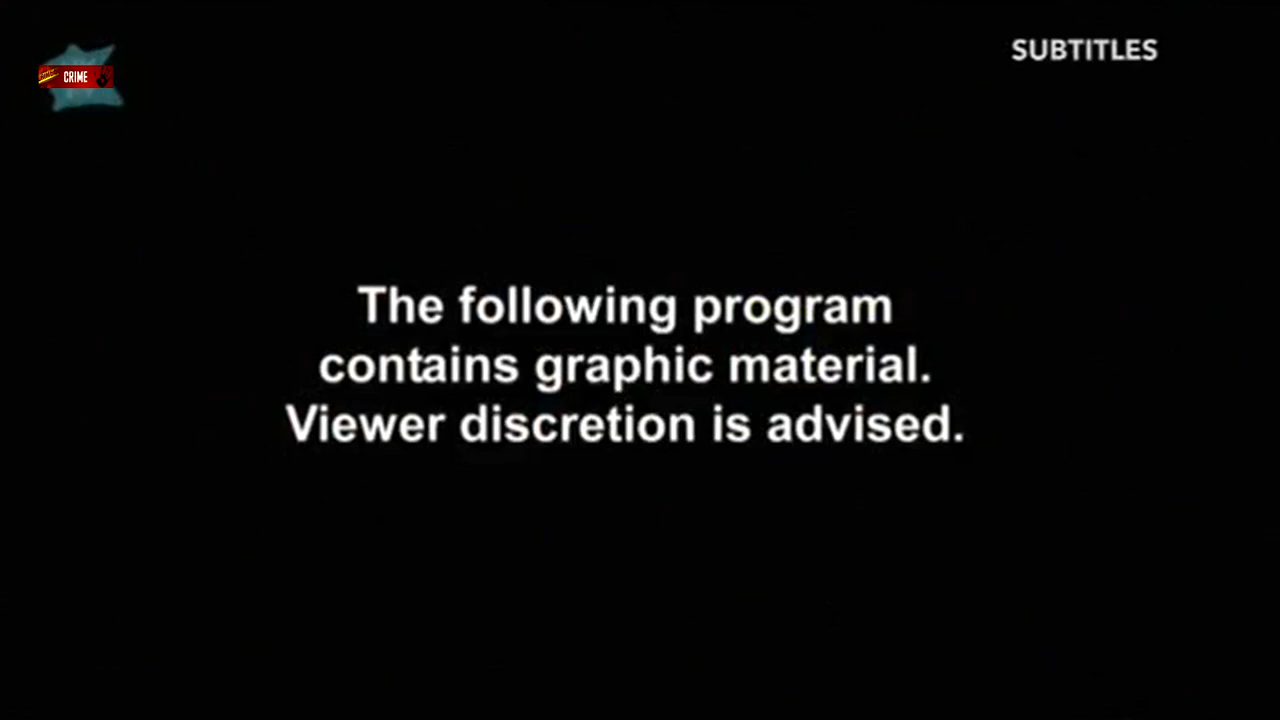 CRIME
SUBTITLES
The following program
contains graphic material.
Viewer discretion is advised.